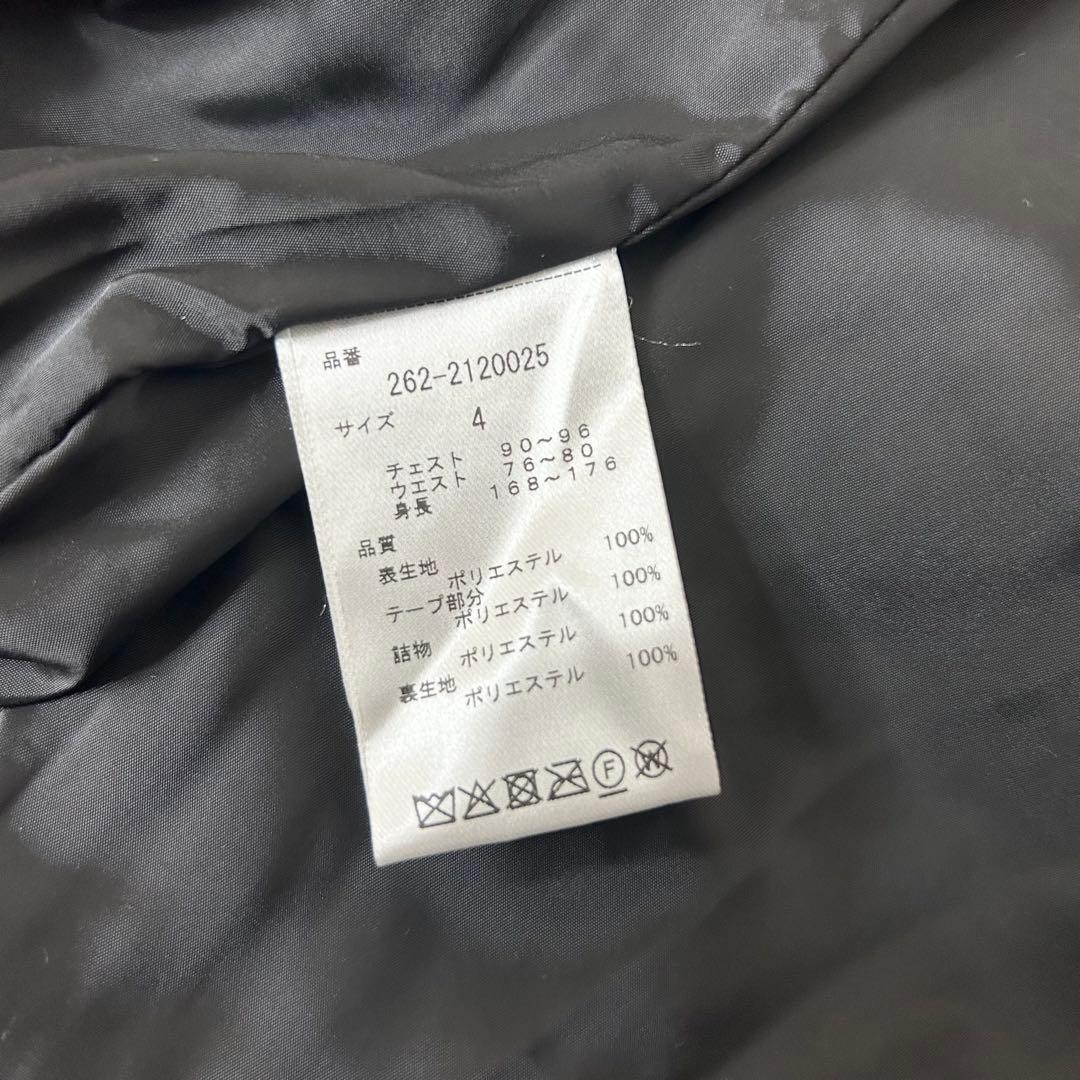 品番
262-2120025
サイズ 4
チェスト 90～96
ウエスト 76～80
身長 168～176
品質
表生地 ポリエステル 100%
テープ部分
ポリエステル 100%
詰物 ポリエステル 100%
裏生地 ポリエステル 100%
F W